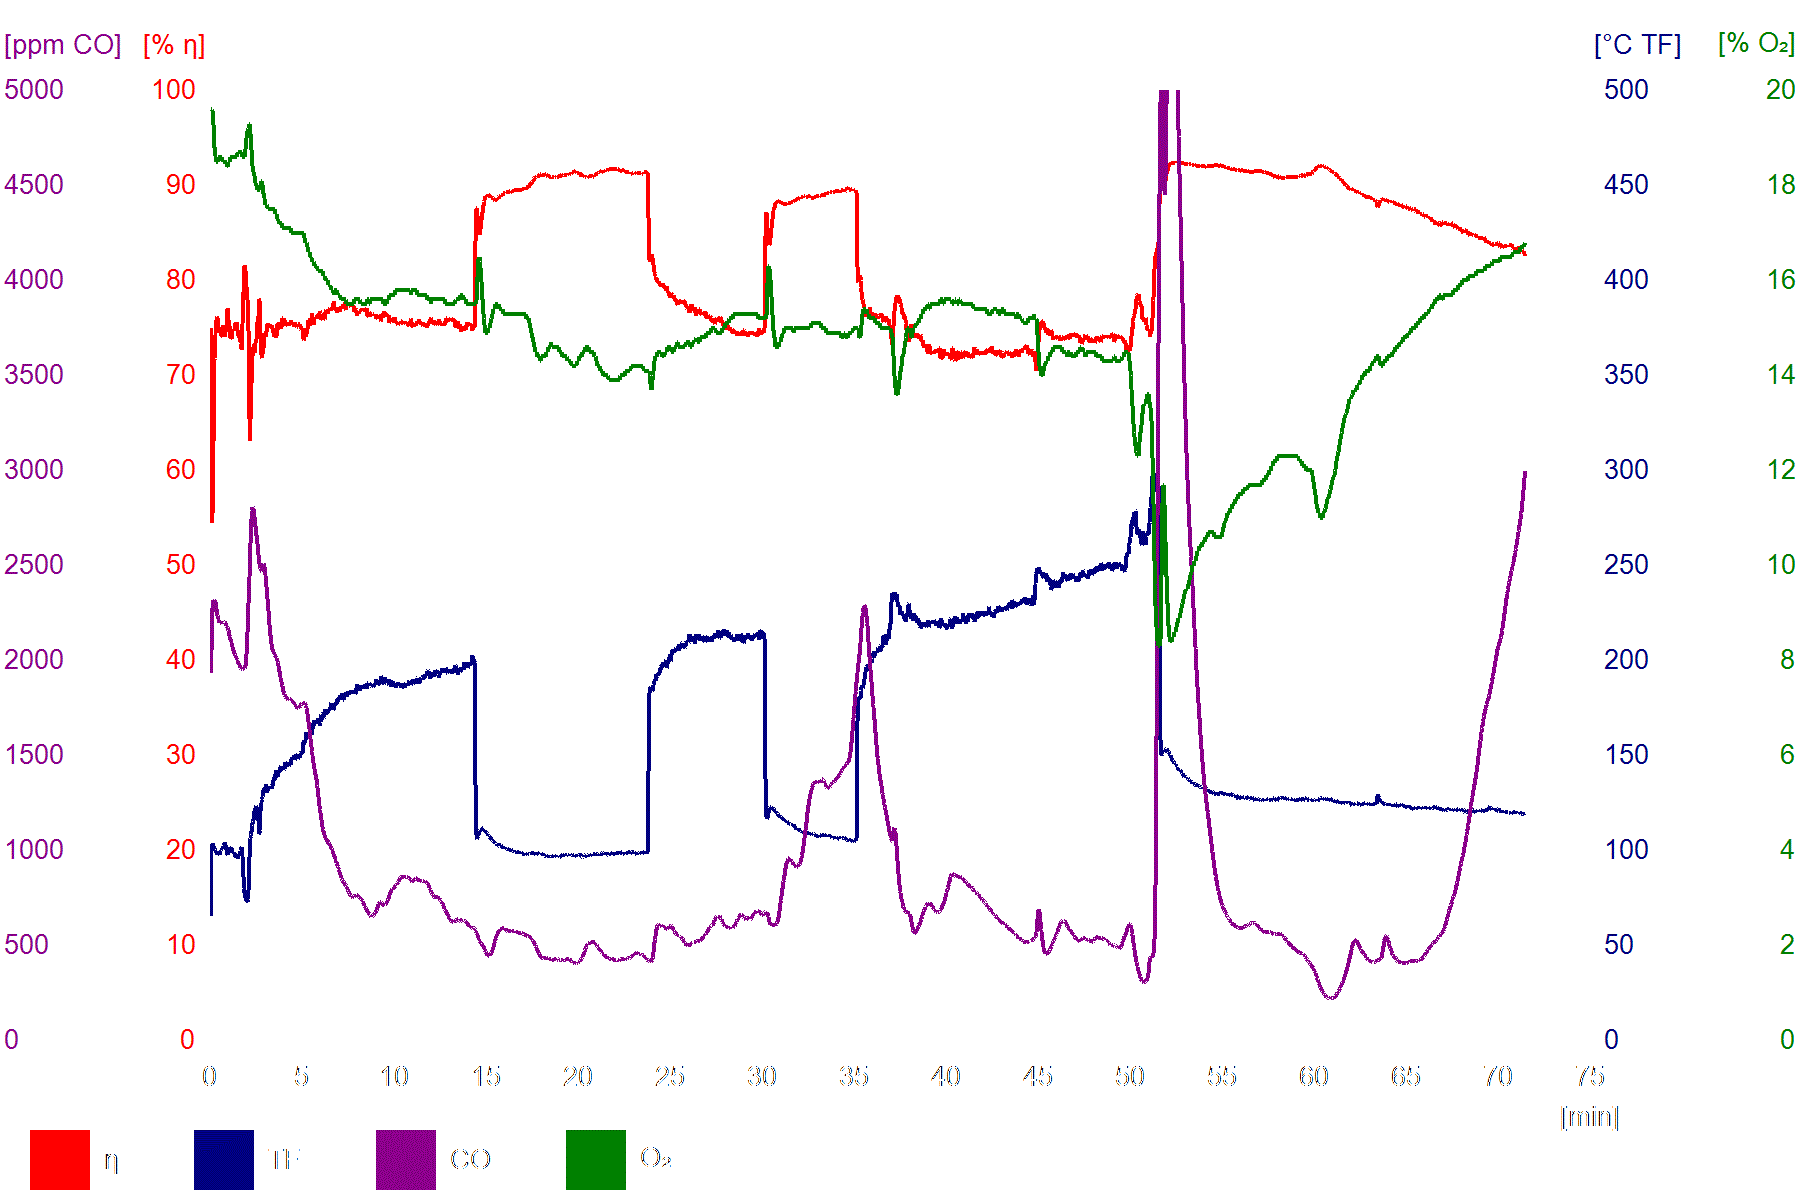 [ppm CO] [% η] [°C TF] [% O₂]
5000 100 500 20
4500 90 450 18
4000 80 400 16
3500 70 350 14
3000 60 300 12
2500 50 250 10
2000 40 200 8
1500 30 150 6
1000 20 100 4
500 10 50 2
0 0 0 0
0 5 10 15 20 25 30 35 40 45 50 55 60 65 70 75
[min]
η TF CO O₂